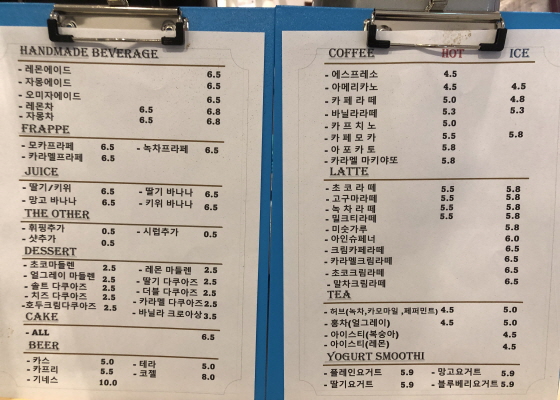 HANDMADE BEVERAGE
- 레몬에이드 6.5
- 자몽에이드 6.5
- 오미자에이드 6.5
- 레몬차 6.5 6.8
- 자몽차 6.5 6.8
FRAPPE
- 모카프라페 6.5 - 녹차프라페 6.5
- 카라멜프라페 6.5
JUICE
- 딸기/키위 6.5 - 딸기 바나나 6.5
- 망고 바나나 6.5 - 키위 바나나 6.5
THE OTHER
- 휘핑추가 0.5 - 시럽추가 0.5
- 샷추가 0.5
DESSERT
- 초코마들렌 2.5 - 레몬 마들렌 2.5
- 얼그레이 마들렌 2.5 - 딸기 다쿠아즈 2.5
- 솔트 다쿠아즈 2.5 - 더블 다쿠아즈 2.5
- 치즈 다쿠아즈 2.5 - 카라멜 다쿠아즈 2.5
- 호두크림다쿠아즈 2.5 - 바닐라 크로아상 3.5
CAKE
- ALL 6.5
BEER
- 카스 5.0 - 테라 5.0
- 카프리 5.5 - 코젤 8.0
- 기네스 10.0
COFFEE HOT ICE
- 에스프레소 4.5
- 아메리카노 4.5 4.5
- 카 페 라 떼 5.0 4.8
- 바닐라라떼 5.3 5.3
- 카 프 치 노 5.0
- 카 페 모 카 5.5 5.8
- 아 포 카 토 5.8
- 카라멜 마키야또 5.8
LATTE
- 초 코 라 떼 5.5 5.8
- 고구마라떼 5.5 5.8
- 녹 차 라 떼 5.5 5.8
- 밀크티라떼 5.5 5.8
- 미숫가루 5.8
- 아인슈페너 6.0
- 크림카페라떼 6.5
- 카라멜크림라떼 6.5
- 초코크림라떼 6.5
- 말차크림라떼 6.5
TEA
- 허브(녹차,카모마일,페퍼민트) 4.5 5.0
- 홍차(얼그레이) 4.5 5.0
- 아이스티(복숭아) 4.5
- 아이스티(레몬) 4.5
YOGURT SMOOTHI
- 플레인요거트 5.9 - 망고요거트 5.9
- 딸기요거트 5.9 - 블루베리요거트 5.9